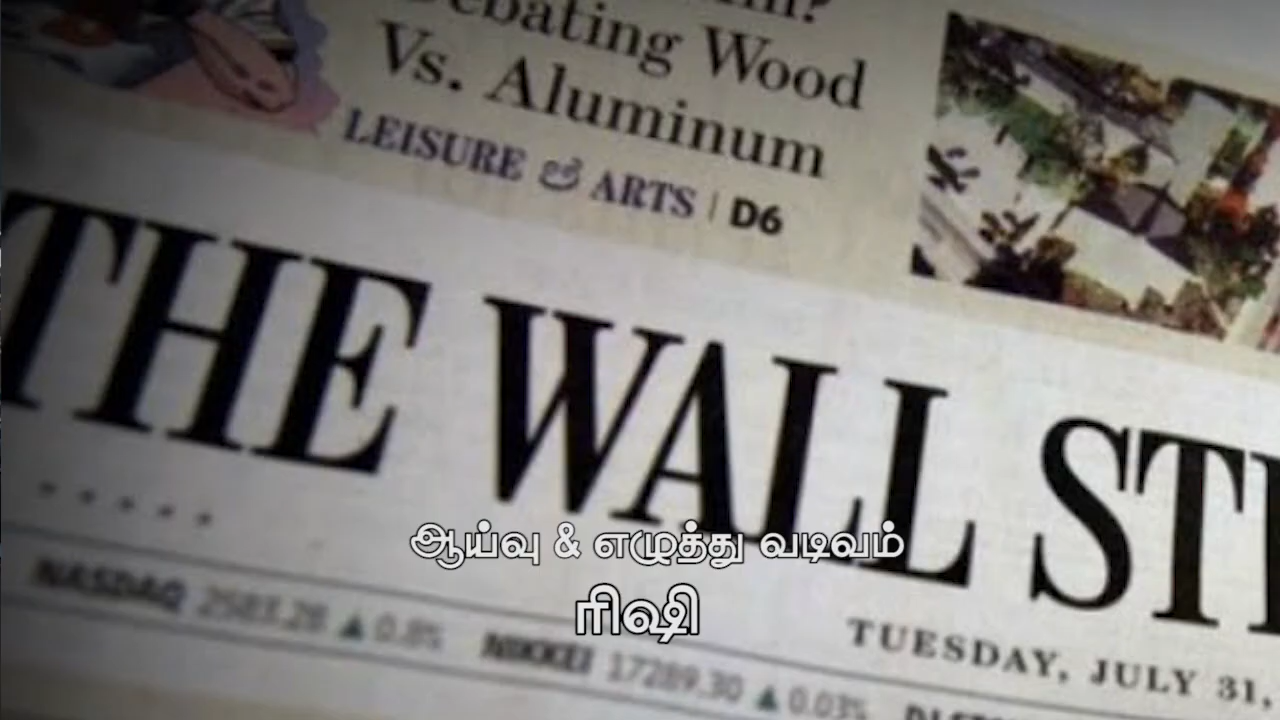 Debating Wood
Vs. Aluminum
LEISURE & ARTS | D6
THE WALL
ஆய்வு & எழுத்து வடிவம்
ரிஷி
NASDAQ 2583.28 ▲ 0.8% NIKKEI 17289.30 ▲ 0.03%
TUESDAY, JULY 31,